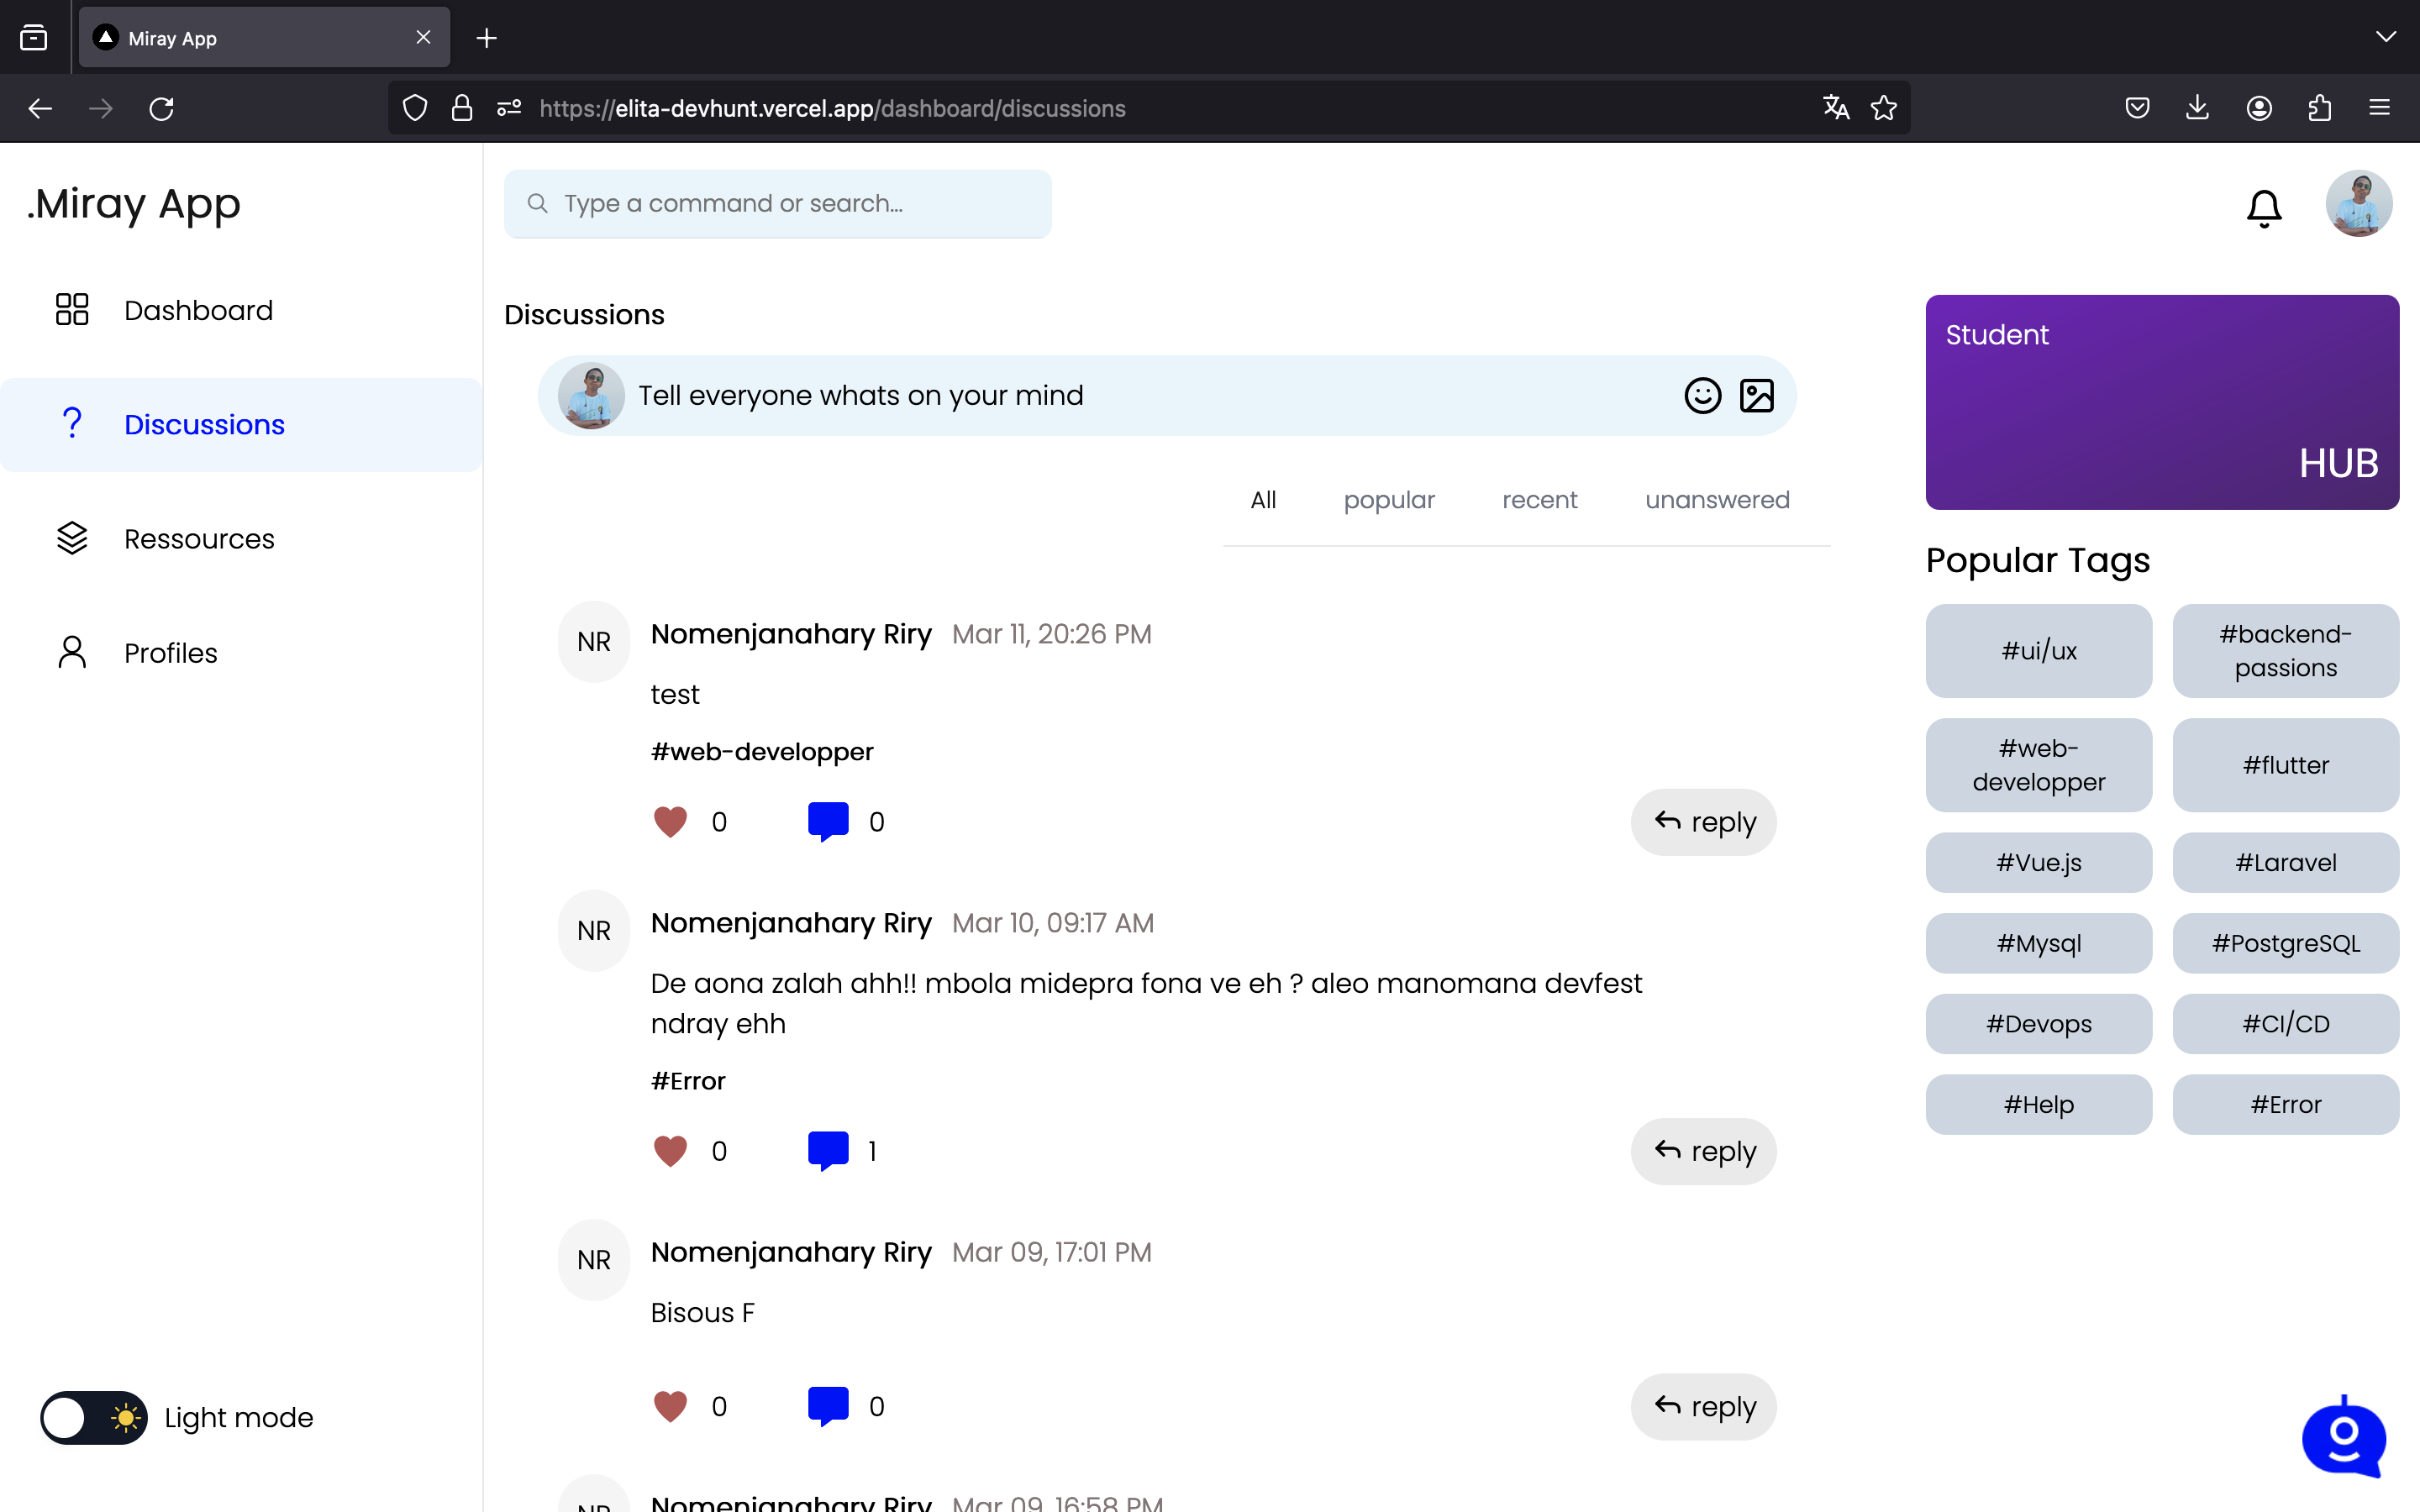 Miray App
https://elita-devhunt.vercel.app/dashboard/discussions
.Miray App
Type a command or search...
Dashboard
Discussions
Ressources
Profiles
Light mode
Discussions
Tell everyone whats on your mind
All popular recent unanswered
NR
Nomenjanahary Riry Mar 11, 20:26 PM
test
#web-developper
0 0 reply
NR
Nomenjanahary Riry Mar 10, 09:17 AM
De aona zalah ahh!! mbola midepra fona ve eh ? aleo manomana devfest
ndray ehh
#Error
0 1 reply
NR
Nomenjanahary Riry Mar 09, 17:01 PM
Bisous F
0 0 reply
NR
Nomenjanahary Riry Mar 09, 16:58 PM
Student
HUB
Popular Tags
#ui/ux
#backend-
passions
#web-
developper
#flutter
#Vue.js
#Laravel
#Mysql
#PostgreSQL
#Devops
#CI/CD
#Help
#Error